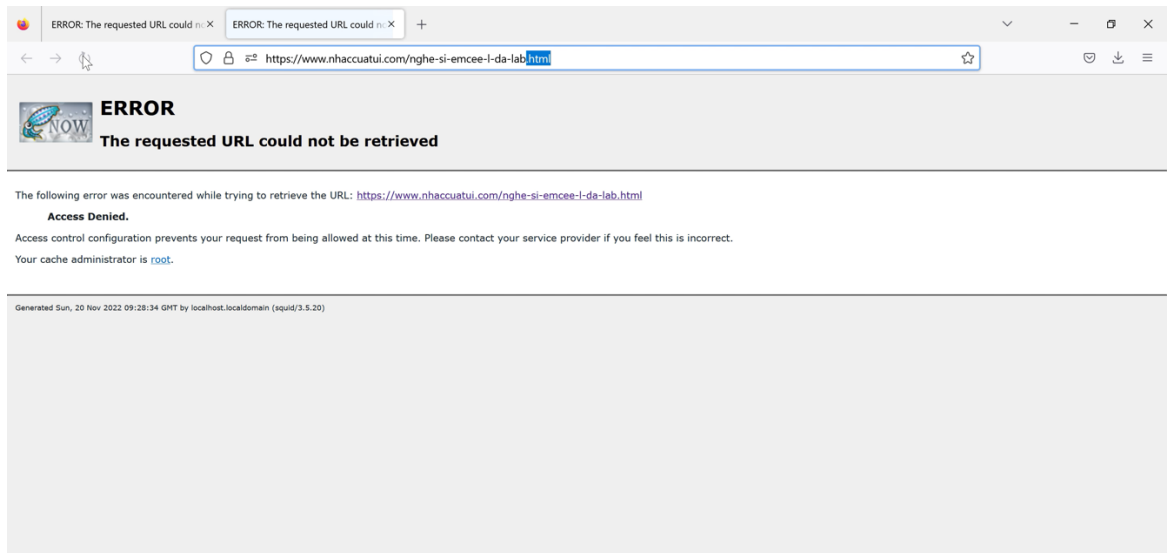 ERROR: The requested URL could no
ERROR: The requested URL could no
https://www.nhaccuatui.com/nghe-si-emcee-l-da-lab.html
NOW
ERROR
The requested URL could not be retrieved
The following error was encountered while trying to retrieve the URL: https://www.nhaccuatui.com/nghe-si-emcee-l-da-lab.html
Access Denied.
Access control configuration prevents your request from being allowed at this time. Please contact your service provider if you feel this is incorrect.
Your cache administrator is root.
Generated Sun, 20 Nov 2022 09:28:34 GMT by localhost.localdomain (squid/3.5.20)